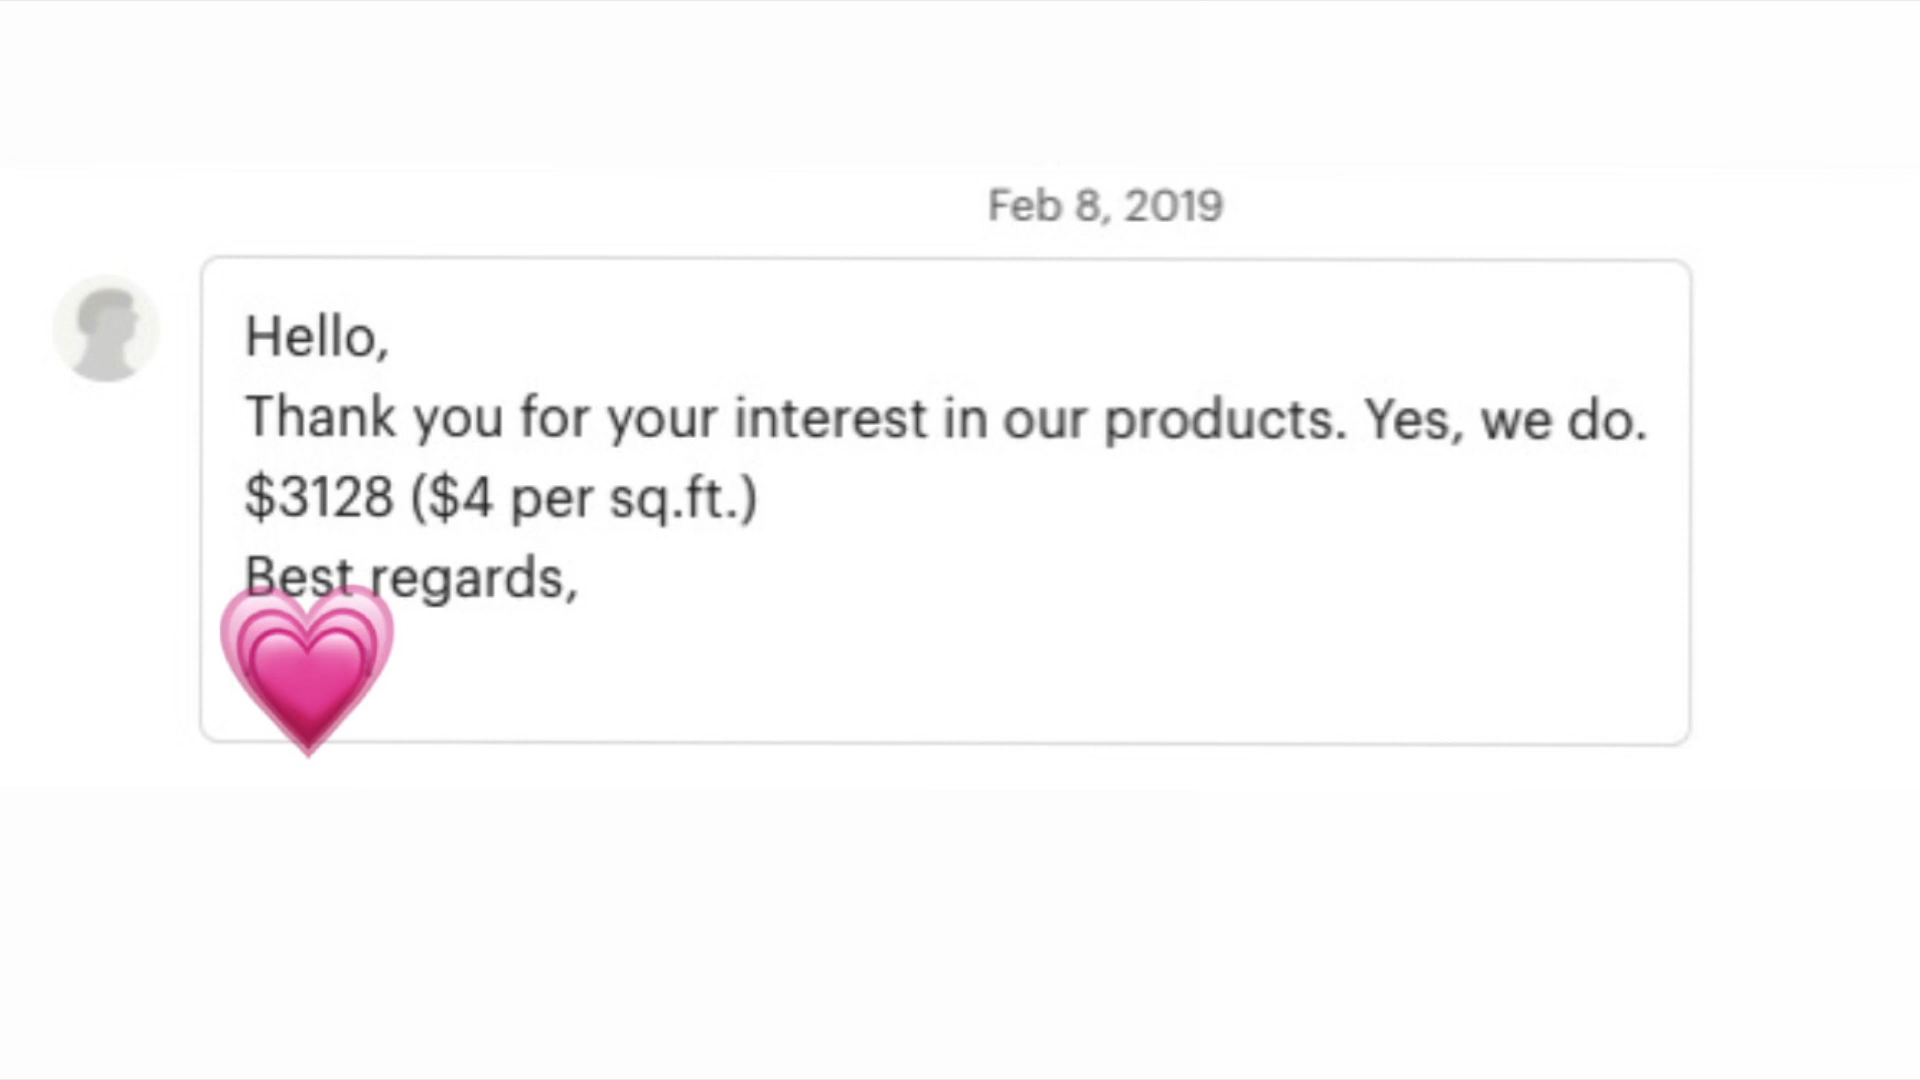 Feb 8, 2019
Hello,
Thank you for your interest in our products. Yes, we do.
$3128 ($4 per sq.ft.)
Best regards,